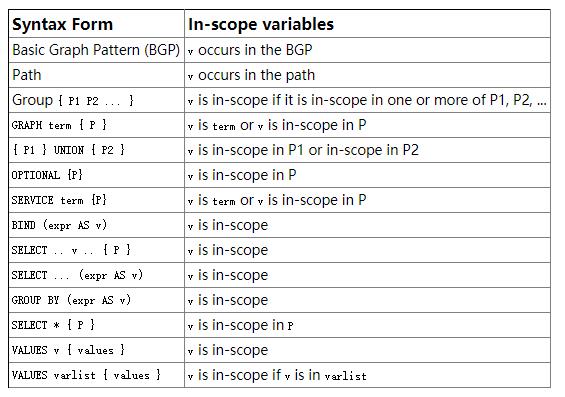 Syntax Form In-scope variables
Basic Graph Pattern (BGP) v occurs in the BGP
Path v occurs in the path
Group { P1 P2 ... } v is in-scope if it is in-scope in one or more of P1, P2, ...
GRAPH term { P } v is term or v is in-scope in P
{ P1 } UNION { P2 } v is in-scope in P1 or in-scope in P2
OPTIONAL {P} v is in-scope in P
SERVICE term {P} v is term or v is in-scope in P
BIND (expr AS v) v is in-scope
SELECT .. v .. { P } v is in-scope
SELECT ... (expr AS v) v is in-scope
GROUP BY (expr AS v) v is in-scope
SELECT * { P } v is in-scope in P
VALUES v { values } v is in-scope
VALUES varlist { values } v is in-scope if v is in varlist